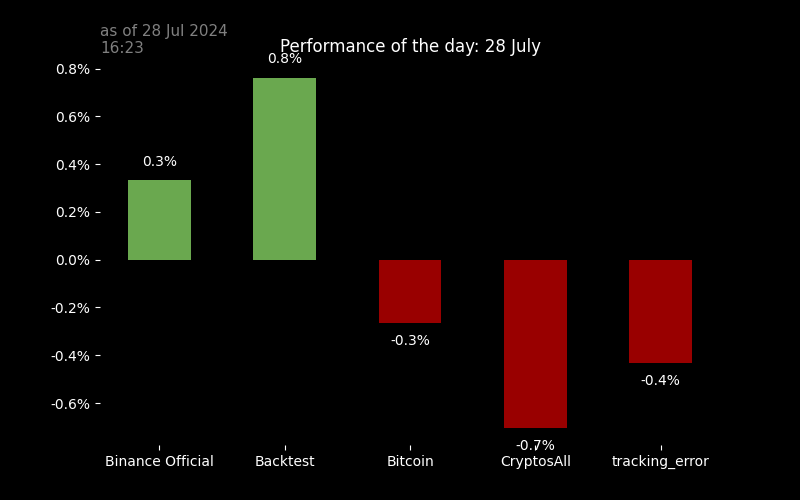 as of 28 Jul 2024
16:23
Performance of the day: 28 July
0.8%
0.6%
0.4%
0.2%
0.0%
-0.2%
-0.4%
-0.6%
0.3%
0.8%
-0.3%
-0.7%
-0.4%
Binance Official
Backtest
Bitcoin
CryptosAll
tracking_error